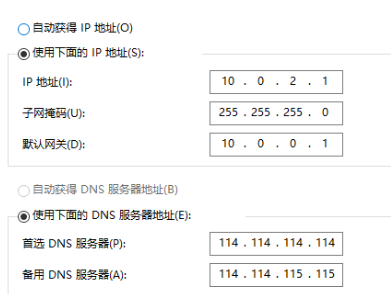 自动获得 IP 地址(O)
使用下面的 IP 地址(S):
IP 地址(I): 10 . 0 . 2 . 1
子网掩码(U): 255 . 255 . 255 . 0
默认网关(D): 10 . 0 . 0 . 1
自动获得 DNS 服务器地址(B)
使用下面的 DNS 服务器地址(E):
首选 DNS 服务器(P): 114 . 114 . 114 . 114
备用 DNS 服务器(A): 114 . 114 . 115 . 115